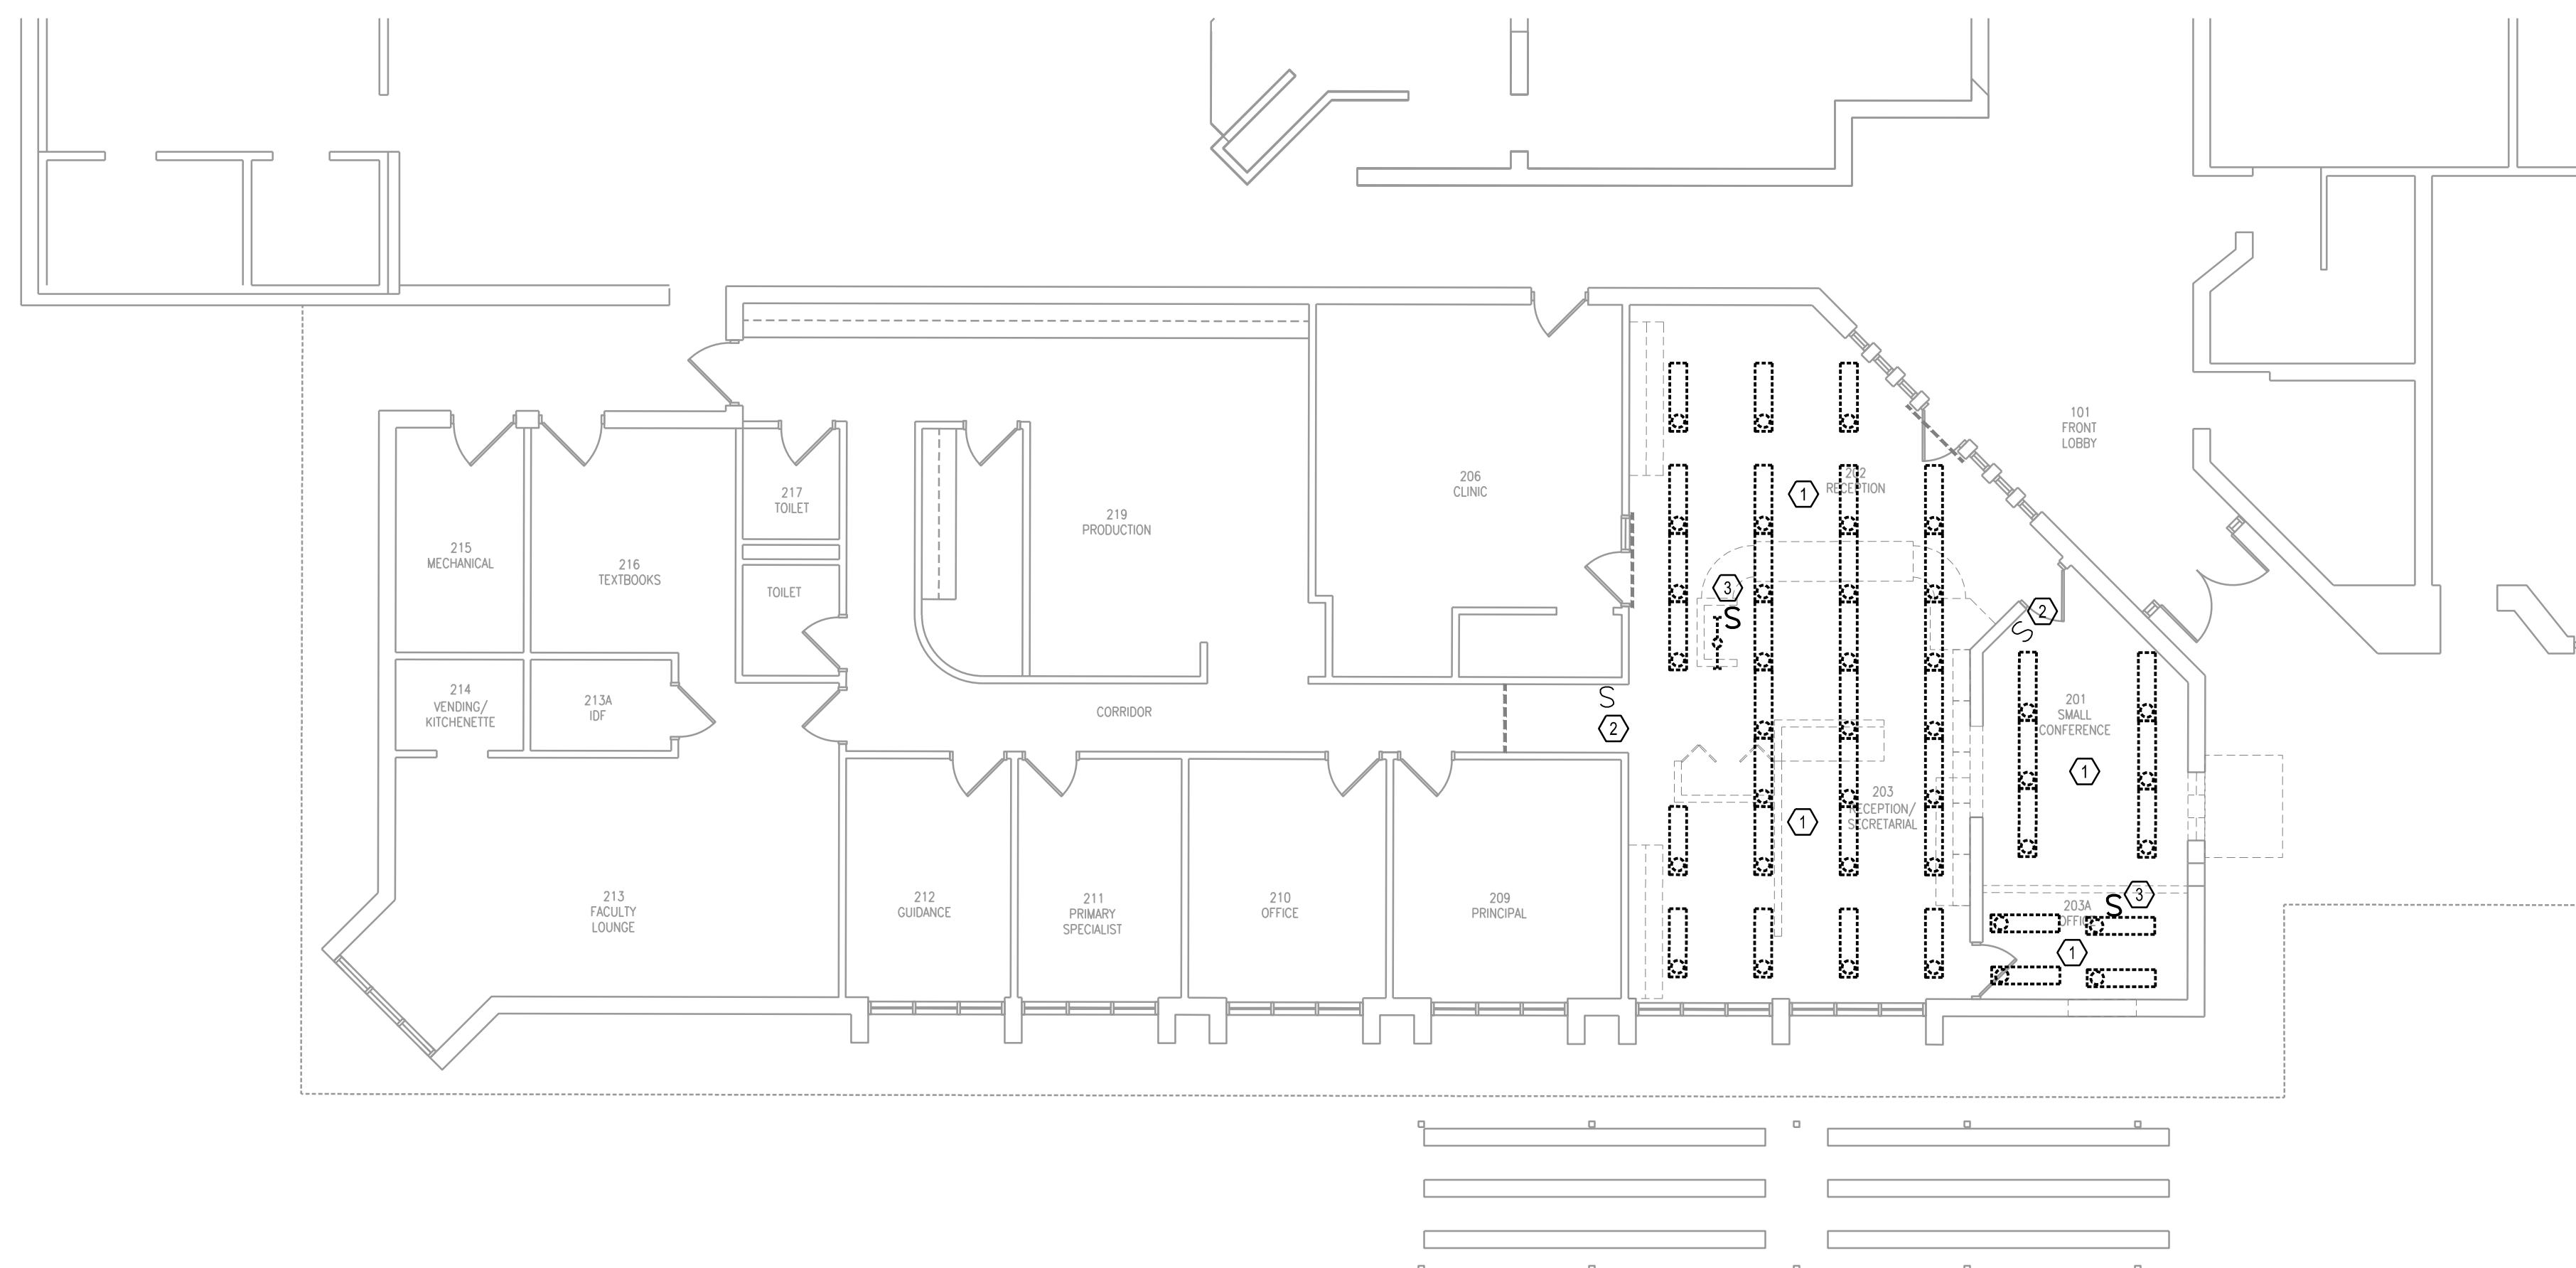 101
FRONT
LOBBY
202
RECEPTION
1
206
CLINIC
217
TOILET
219
PRODUCTION
215
MECHANICAL
216
TEXTBOOKS
TOILET
3
S
2
S
214
VENDING/
KITCHENETTE
213A
IDF
CORRIDOR
S
2
201
SMALL
CONFERENCE
1
203
RECEPTION/
SECRETARIAL
1
213
FACULTY
LOUNGE
212
GUIDANCE
211
PRIMARY
SPECIALIST
210
OFFICE
209
PRINCIPAL
S
3
203A
OFFICE
1